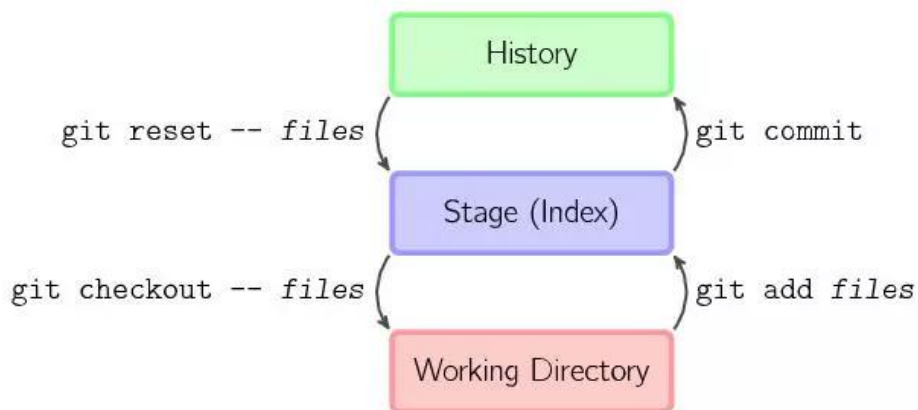 History
git reset -- files
git commit
Stage (Index)
git checkout -- files
git add files
Working Directory